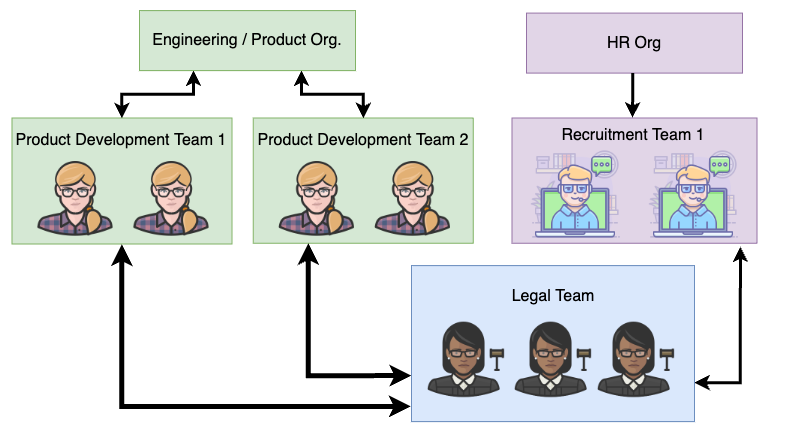 Engineering / Product Org.
HR Org
Product Development Team 1
Product Development Team 2
Recruitment Team 1
Legal Team